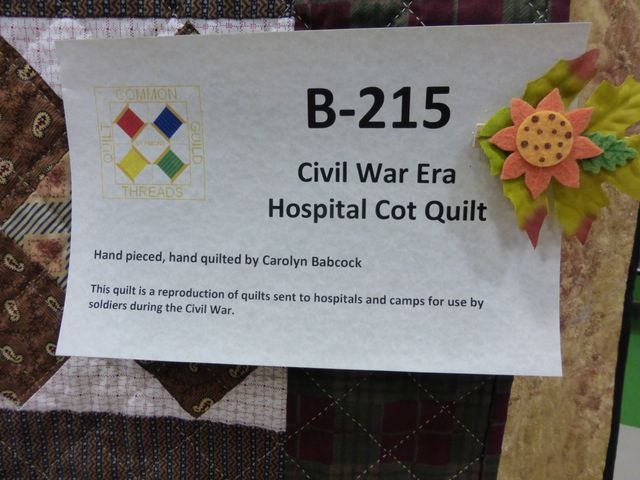 COMMON
QUILT
GUILD
THREADS
B-215
Civil War Era
Hospital Cot Quilt
Hand pieced, hand quilted by Carolyn Babcock
This quilt is a reproduction of quilts sent to hospitals and camps for use by
soldiers during the Civil War.